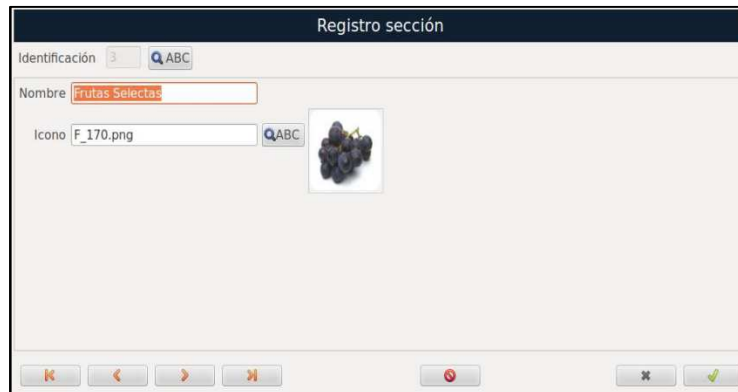 Registro sección
Identificación 3 ABC
Nombre Frutas Selectas
Icono F_170.png ABC